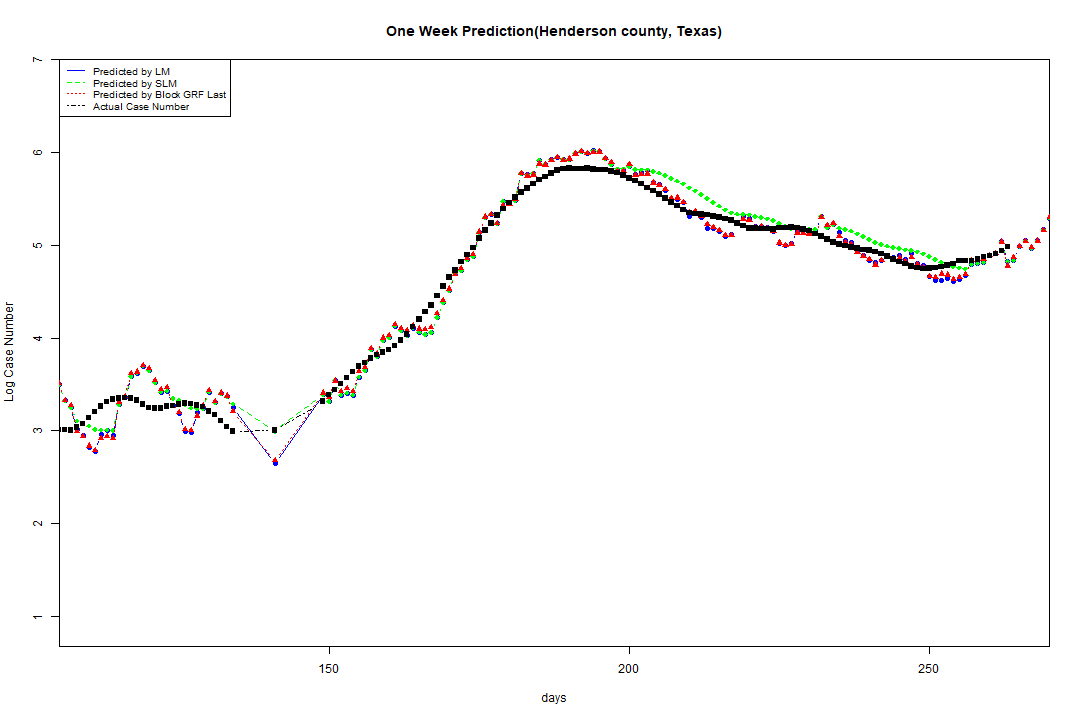 One Week Prediction(Henderson county, Texas)
Predicted by LM
Predicted by SLM
Predicted by Block GRF Last
Actual Case Number
7
6
5
4
3
2
1
Log Case Number
150
200
250
days